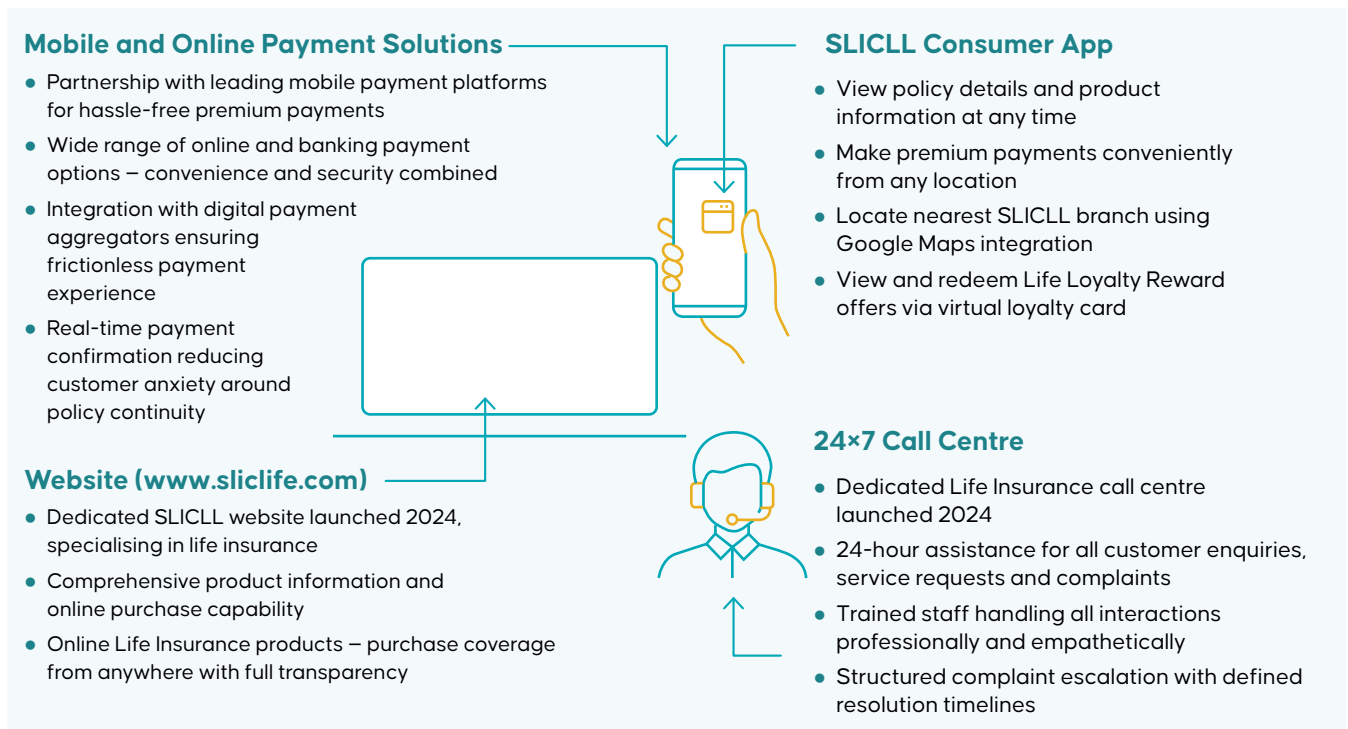 Mobile and Online Payment Solutions
● Partnership with leading mobile payment platforms
for hassle-free premium payments
● Wide range of online and banking payment
options – convenience and security combined
● Integration with digital payment
aggregators ensuring
frictionless payment
experience
● Real-time payment
confirmation reducing
customer anxiety around
policy continuity
Website (www.sliclife.com)
● Dedicated SLICLL website launched 2024,
specialising in life insurance
● Comprehensive product information and
online purchase capability
● Online Life Insurance products – purchase coverage
from anywhere with full transparency
SLICLL Consumer App
● View policy details and product
information at any time
● Make premium payments conveniently
from any location
● Locate nearest SLICLL branch using
Google Maps integration
● View and redeem Life Loyalty Reward
offers via virtual loyalty card
24×7 Call Centre
● Dedicated Life Insurance call centre
launched 2024
● 24-hour assistance for all customer enquiries,
service requests and complaints
● Trained staff handling all interactions
professionally and empathetically
● Structured complaint escalation with defined
resolution timelines